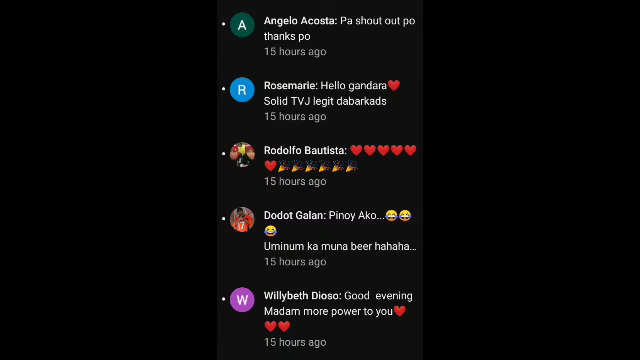 A
Angelo Acosta: Pa shout out po
thanks po
15 hours ago
R
Rosemarie: Hello gandara❤️
Solid TVJ legit dabarkads
15 hours ago
Rodolfo Bautista: ❤️❤️❤️❤️❤️
❤️🎉🎉🎉🎉🎉🎉
15 hours ago
Dodot Galan: Pinoy Ako...😂😂
😂
Uminum ka muna beer hahaha...
15 hours ago
W
Willybeth Dioso: Good evening
Madam more power to you❤️
❤️❤️
15 hours ago